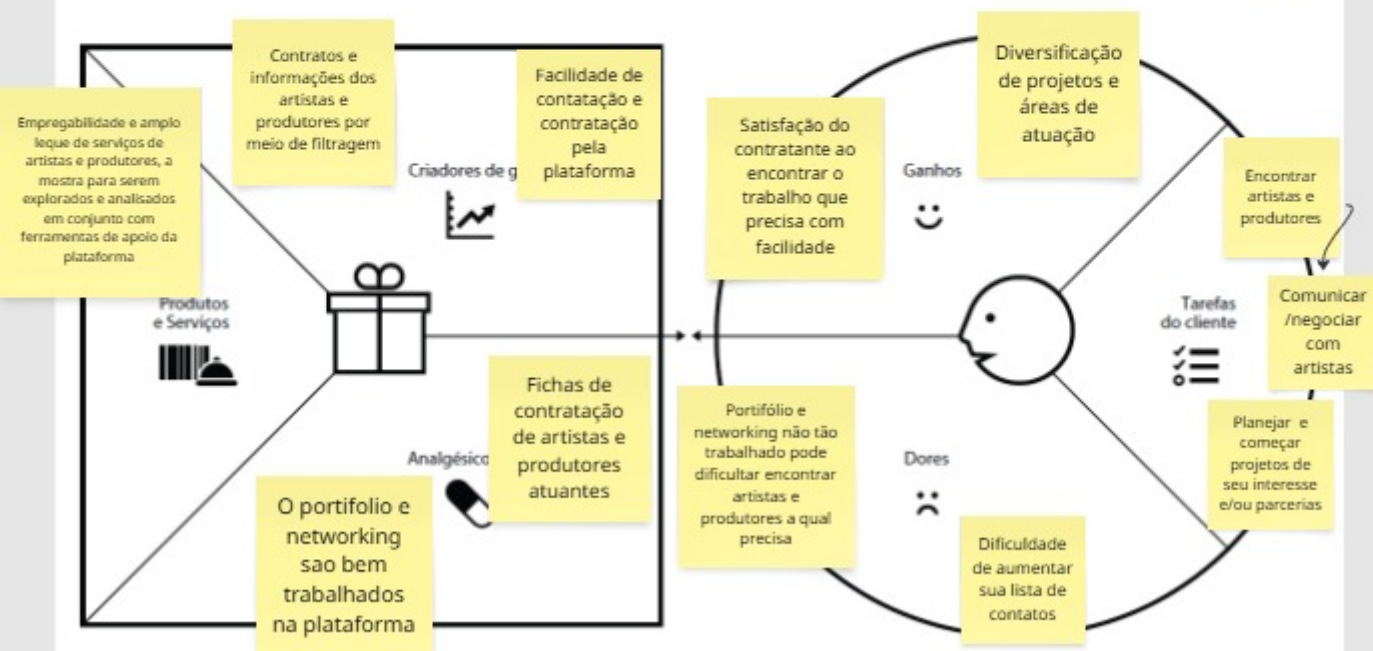 Contratos e
informações dos
artistas e
produtores por
meio de filtragem
Facilidade de
contatação e
contratação
pela
plataforma
Empregabilidade e amplo
leque de serviços de
artistas e produtores, a
mostra para serem
explorados e analisados
em conjunto com
ferramentas de apoio da
plataforma
Criadores de g
Produtos
e Serviços
Fichas de
contratação
de artistas e
produtores
atuantes
Analgésico
O portifolio e
networking
sao bem
trabalhados
na plataforma
Diversificação
de projetos e
áreas de
atuação
Satisfação do
contratante ao
encontrar o
trabalho que
precisa com
facilidade
Ganhos
Encontrar
artistas e
produtores
Tarefas
do cliente
Comunicar
/negociar
com
artistas
Planejar e
começar
projetos de
seu interesse
e/ou parcerias
Portifólio e
networking não tão
trabalhado pode
dificultar encontrar
artistas e
produtores a qual
precisa
Dores
Dificuldade
de aumentar
sua lista de
contatos